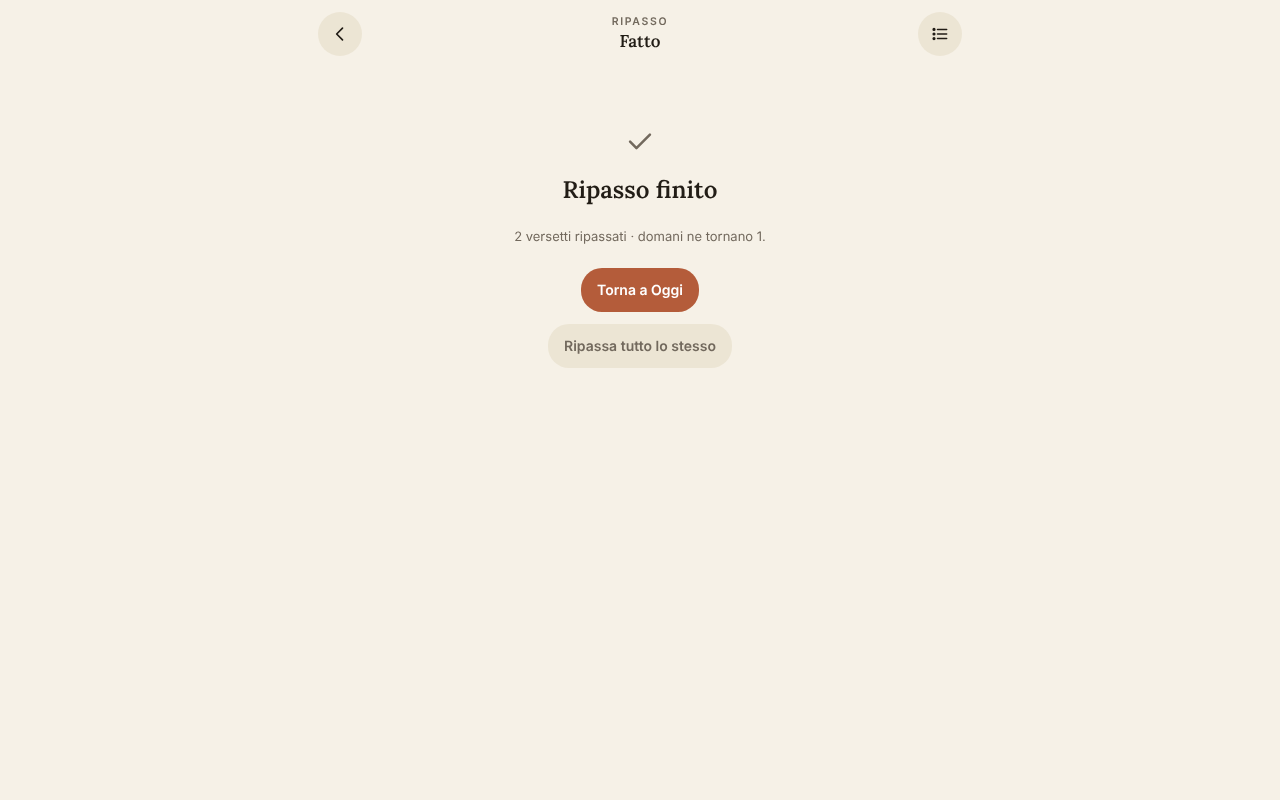 RIPASSO
Fatto
Ripasso finito
2 versetti ripassati · domani ne tornano 1.
Torna a Oggi
Ripassa tutto lo stesso